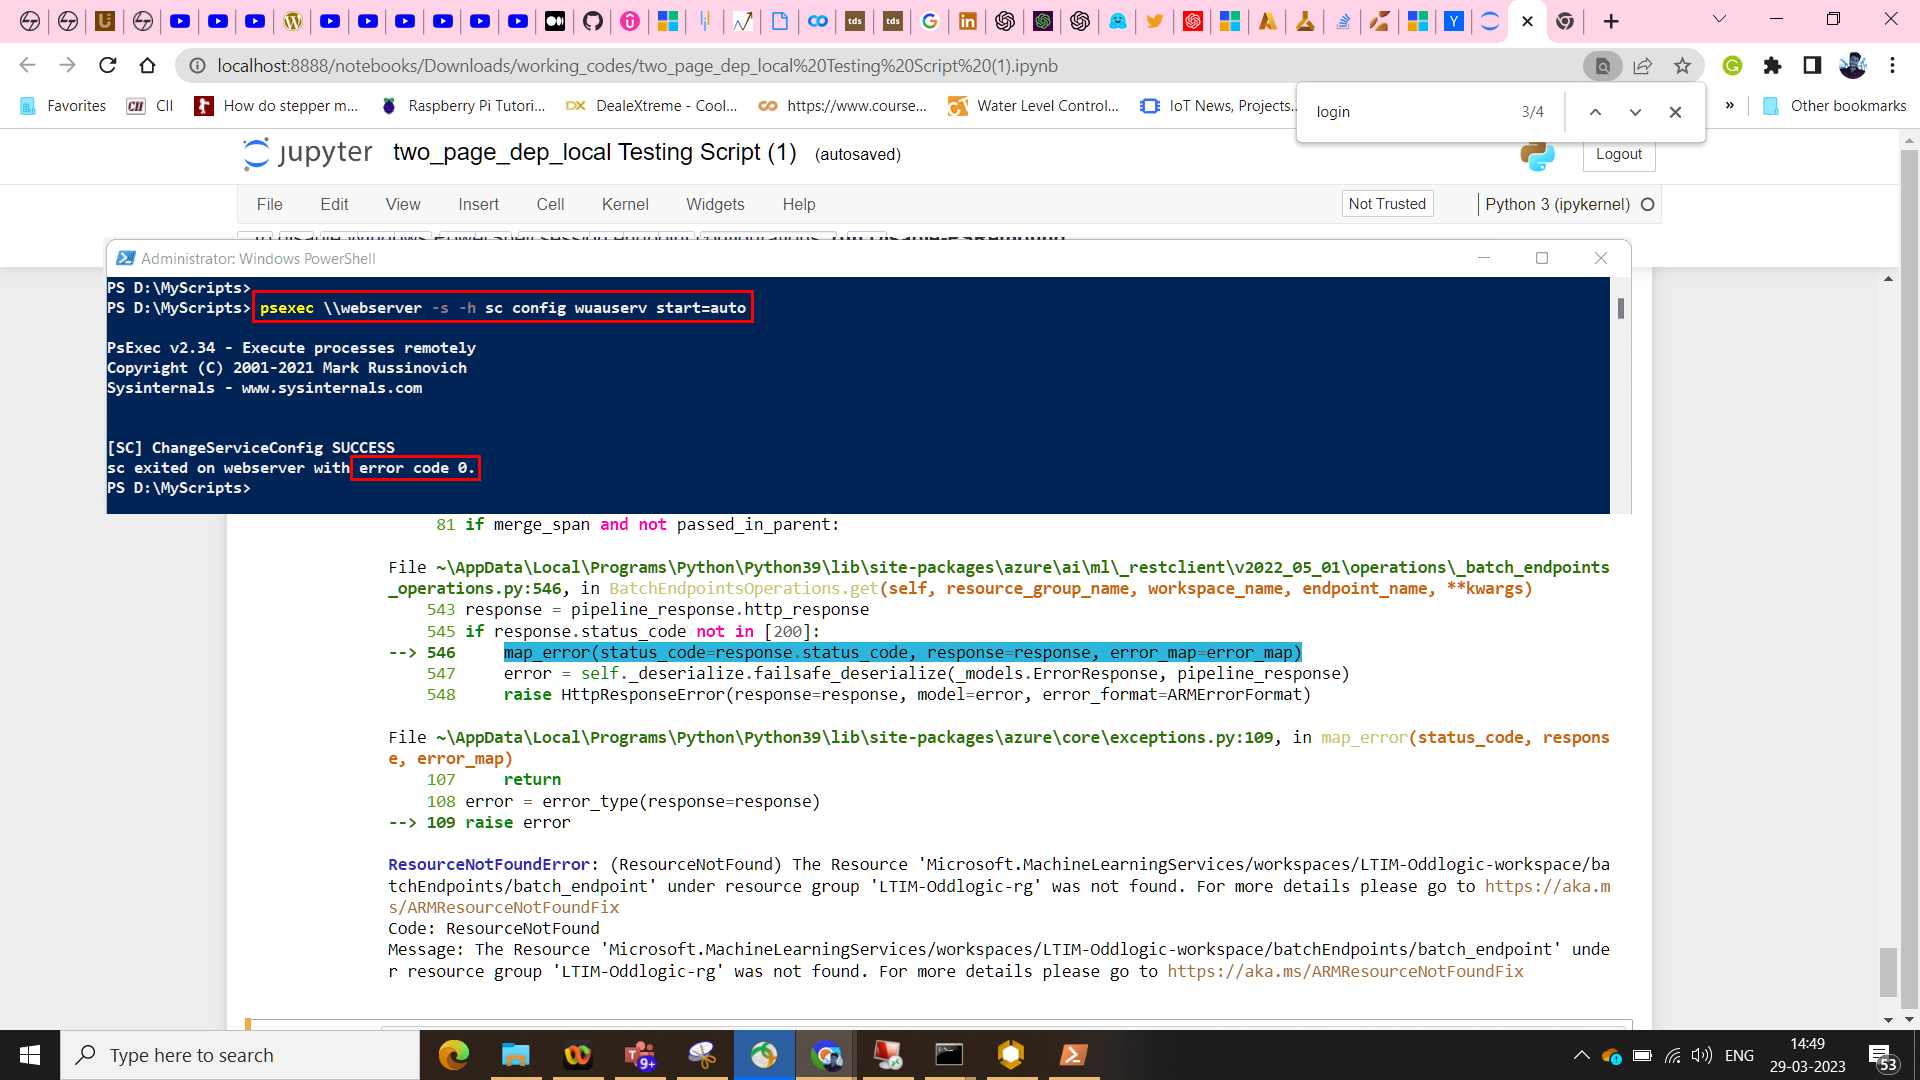 localhost:8888/notebooks/Downloads/working_codes/two_page_dep_local%20Testing%20Script%20(1).ipynb
Favorites CII How do stepper m... Raspberry Pi Tutori... DealeXtreme - Cool... https://www.course... Water Level Control... IoT News, Projects... » Other bookmarks
login 3/4
jupyter two_page_dep_local Testing Script (1) (autosaved) Logout
File Edit View Insert Cell Kernel Widgets Help Not Trusted Python 3 (ipykernel)
Administrator: Windows PowerShell
PS D:\MyScripts>
PS D:\MyScripts> psexec \\webserver -s -h sc config wuauserv start=auto
PsExec v2.34 - Execute processes remotely
Copyright (C) 2001-2021 Mark Russinovich
Sysinternals - www.sysinternals.com
[SC] ChangeServiceConfig SUCCESS
sc exited on webserver with error code 0.
PS D:\MyScripts>
81 if merge_span and not passed_in_parent:
File ~\AppData\Local\Programs\Python\Python39\lib\site-packages\azure\ai\ml\_restclient\v2022_05_01\operations\_batch_endpoints
_operations.py:546, in BatchEndpointsOperations.get(self, resource_group_name, workspace_name, endpoint_name, **kwargs)
543 response = pipeline_response.http_response
545 if response.status_code not in [200]:
--> 546 map_error(status_code=response.status_code, response=response, error_map=error_map)
547 error = self._deserialize.failsafe_deserialize(_models.ErrorResponse, pipeline_response)
548 raise HttpResponseError(response=response, model=error, error_format=ARMErrorFormat)
File ~\AppData\Local\Programs\Python\Python39\lib\site-packages\azure\core\exceptions.py:109, in map_error(status_code, respons
e, error_map)
107 return
108 error = error_type(response=response)
--> 109 raise error
ResourceNotFoundError: (ResourceNotFound) The Resource 'Microsoft.MachineLearningServices/workspaces/LTIM-Oddlogic-workspace/ba
tchEndpoints/batch_endpoint' under resource group 'LTIM-Oddlogic-rg' was not found. For more details please go to https://aka.m
s/ARMResourceNotFoundFix
Code: ResourceNotFound
Message: The Resource 'Microsoft.MachineLearningServices/workspaces/LTIM-Oddlogic-workspace/batchEndpoints/batch_endpoint' unde
r resource group 'LTIM-Oddlogic-rg' was not found. For more details please go to https://aka.ms/ARMResourceNotFoundFix
Type here to search
ENG
14:49
29-03-2023
53